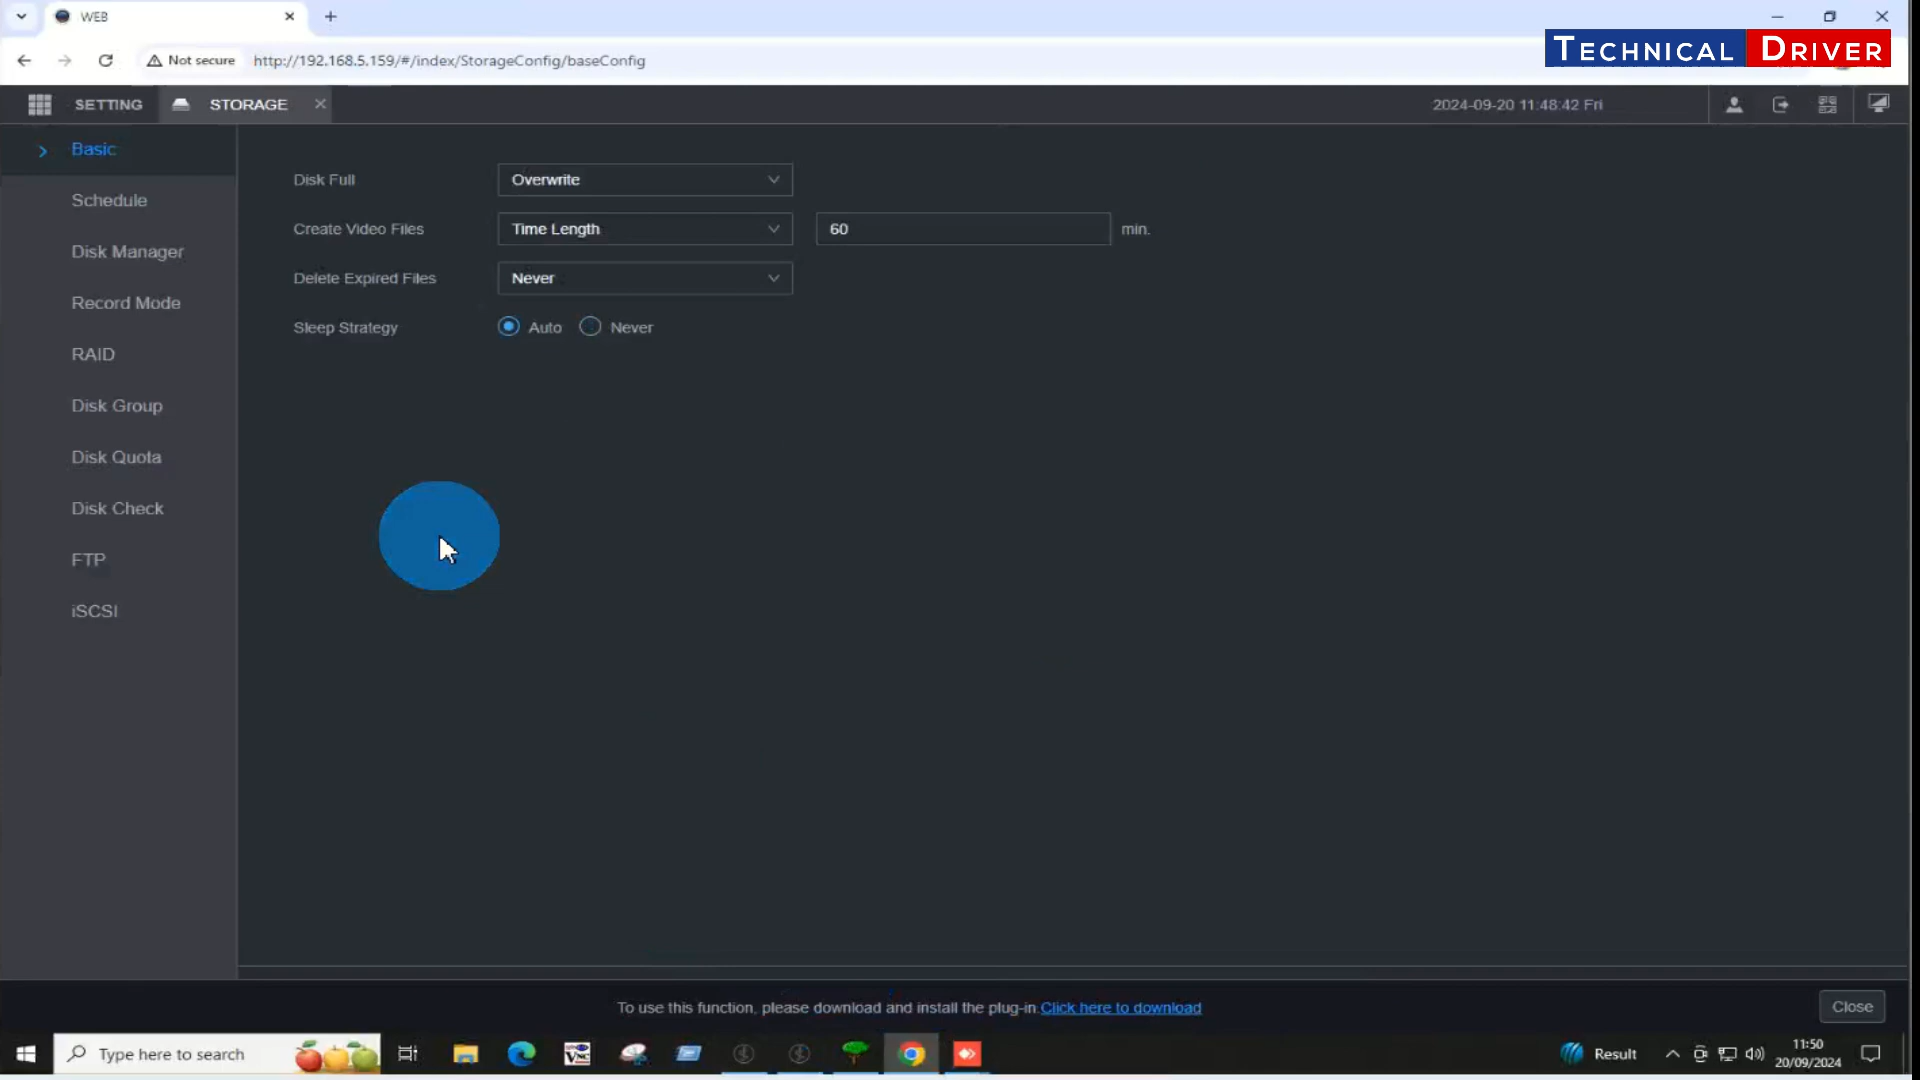 WEB
Not secure http://192.168.5.159/#/index/StorageConfig/baseConfig
TECHNICAL DRIVER
SETTING STORAGE 2024-09-20 11:48:42 Fri
Basic
Schedule
Disk Manager
Record Mode
RAID
Disk Group
Disk Quota
Disk Check
FTP
iSCSI
Disk Full Overwrite
Create Video Files Time Length 60 min.
Delete Expired Files Never
Sleep Strategy Auto Never
To use this function, please download and install the plug-in Click here to download
Close
Type here to search
VNC
Result
11:50
20/09/2024